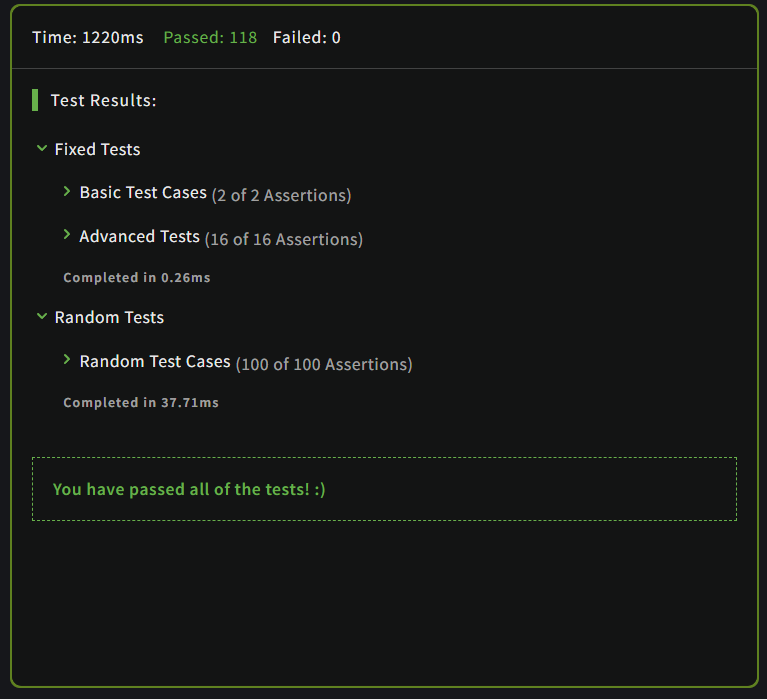 Time: 1220ms Passed: 118 Failed: 0
Test Results:
Fixed Tests
Basic Test Cases (2 of 2 Assertions)
Advanced Tests (16 of 16 Assertions)
Completed in 0.26ms
Random Tests
Random Test Cases (100 of 100 Assertions)
Completed in 37.71ms
You have passed all of the tests! :)